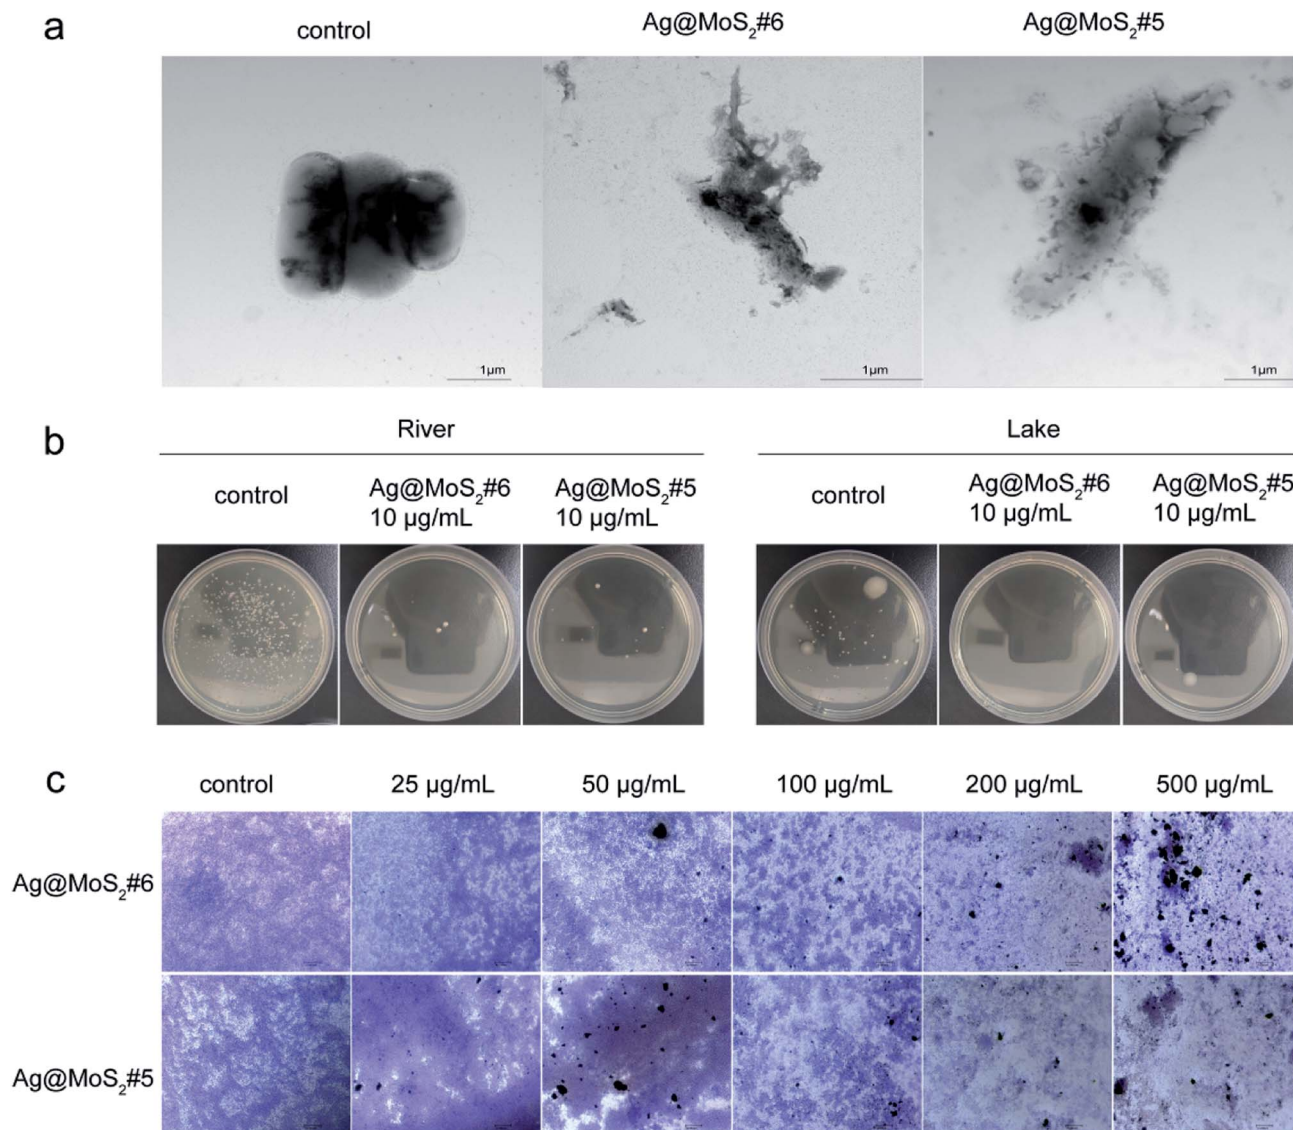 a
control
Ag@MoS₂#6
Ag@MoS₂#5
1µm
1µm
1µm
b
River
Lake
control
Ag@MoS₂#6
10 µg/mL
Ag@MoS₂#5
10 µg/mL
control
Ag@MoS₂#6
10 µg/mL
Ag@MoS₂#5
10 µg/mL
c
control
25 µg/mL
50 µg/mL
100 µg/mL
200 µg/mL
500 µg/mL
Ag@MoS₂#6
Ag@MoS₂#5